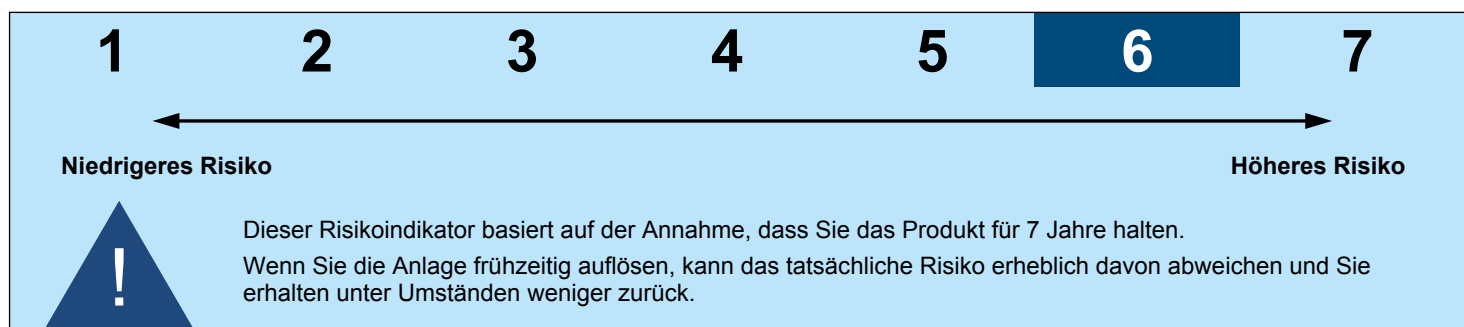 1 2 3 4 5 6 7
Niedrigeres Risiko Höheres Risiko
!
Dieser Risikoindikator basiert auf der Annahme, dass Sie das Produkt für 7 Jahre halten.
Wenn Sie die Anlage frühzeitig auflösen, kann das tatsächliche Risiko erheblich davon abweichen und Sie
erhalten unter Umständen weniger zurück.